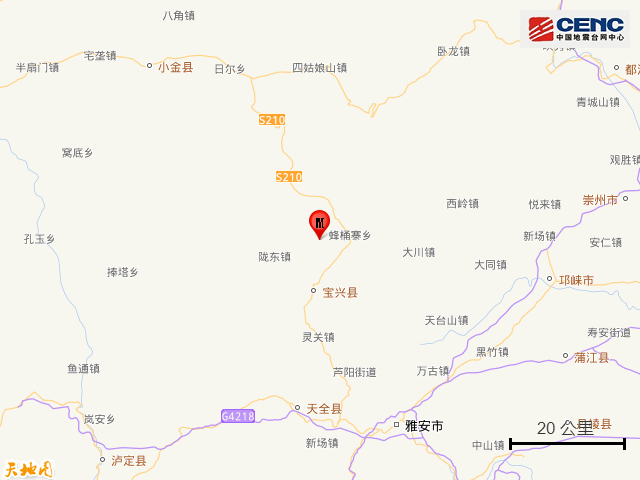 八角镇
CENC
中国地震台网中心
卧龙镇
宅垄镇
半扇门镇
小金县
日尔乡
四姑娘山镇
青城山镇
S210
窝底乡
观胜镇
S210
崇州市
西岭镇
悦来镇
M
孔玉乡
蜂桶寨乡
新场镇
安仁镇
陇东镇
大川镇
捧塔乡
大同镇
邛崃市
宝兴县
天台山镇
灵关镇
寿安街道
黑竹镇
蒲江县
鱼通镇
芦阳街道
万古镇
G4218
天全县
岚安乡
雅安市
20 公里
新场镇
中山镇
泸定县
天地图